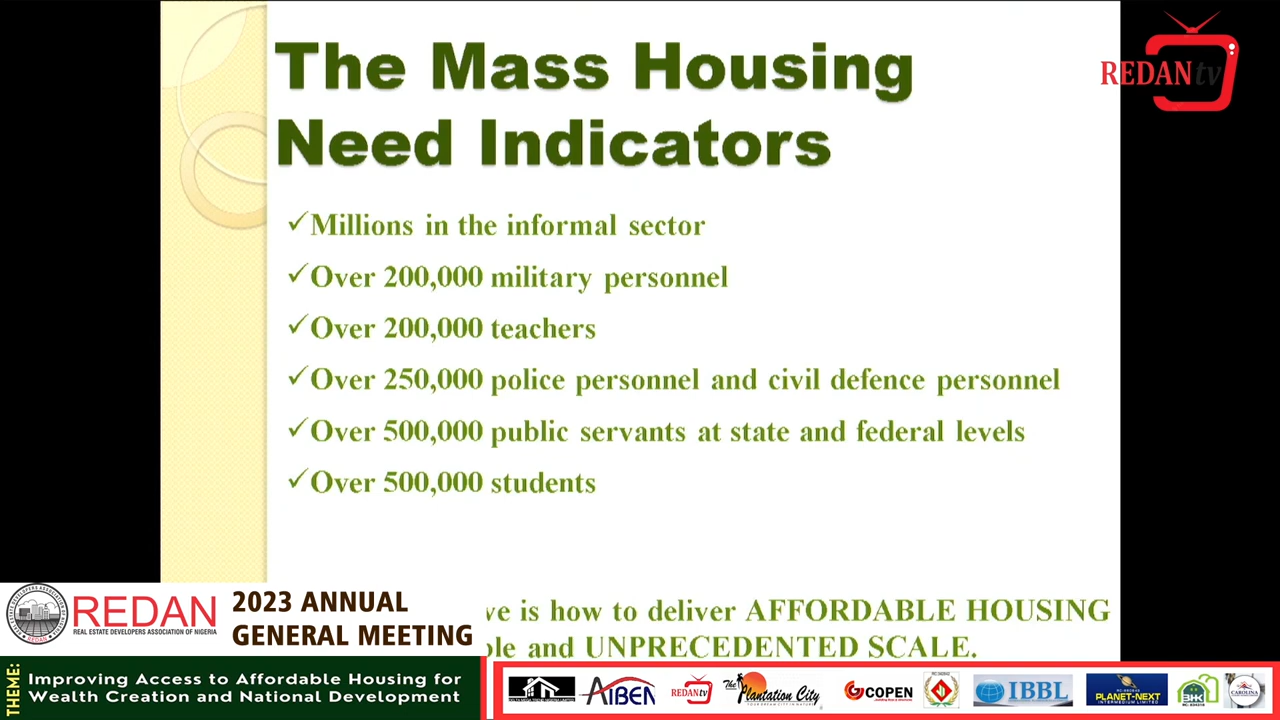 The Mass Housing
Need Indicators
REDANtv
✓Millions in the informal sector
✓Over 200,000 military personnel
✓Over 200,000 teachers
✓Over 250,000 police personnel and civil defence personnel
✓Over 500,000 public servants at state and federal levels
✓Over 500,000 students
ve is how to deliver AFFORDABLE HOUSING
ble and UNPRECEDENTED SCALE.
REDAN
REAL ESTATE DEVELOPERS ASSOCIATION OF NIGERIA
2023 ANNUAL
GENERAL MEETING
THEME:
Improving Access to Affordable Housing for
Wealth Creation and National Development
AIBEN
REDANtv
The Plantation City
COPEN
IBBL
PLANET-NEXT
INTERMEDIUM LIMITED
BK
CAROLINA